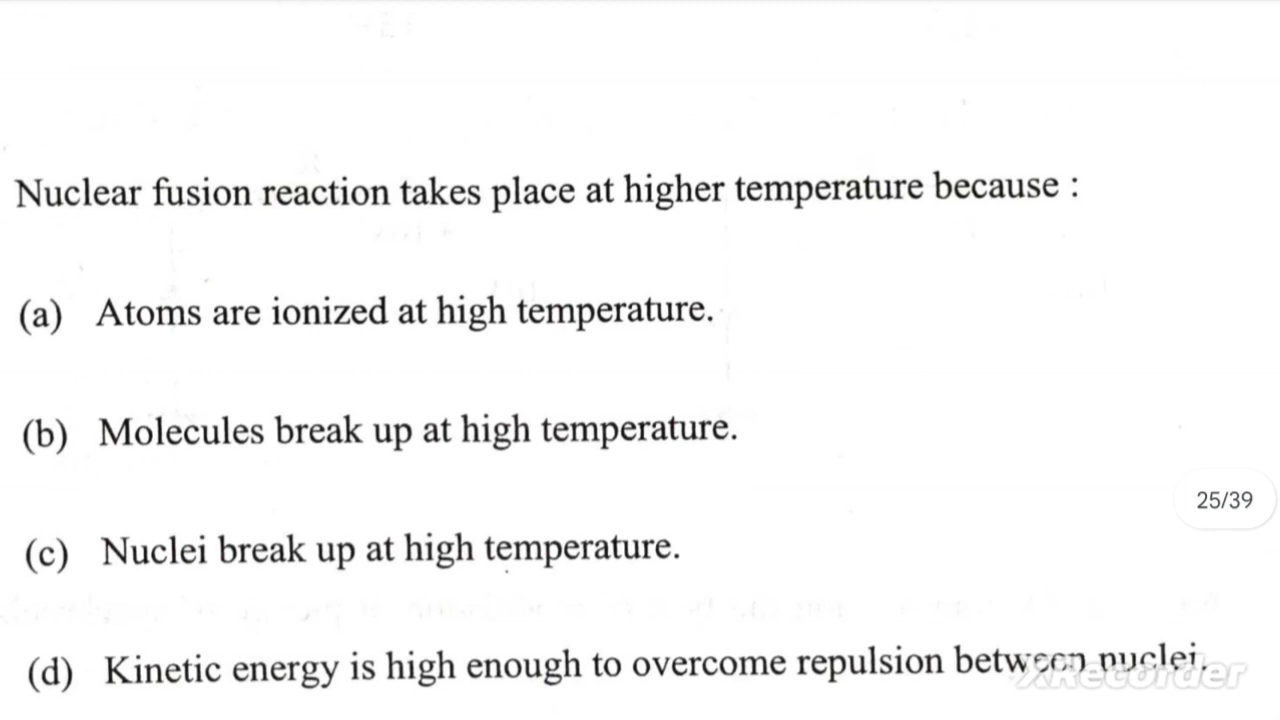 Nuclear fusion reaction takes place at higher temperature because :
(a) Atoms are ionized at high temperature.
(b) Molecules break up at high temperature.
25/39
(c) Nuclei break up at high temperature.
(d) Kinetic energy is high enough to overcome repulsion between nuclei.
XRecorder